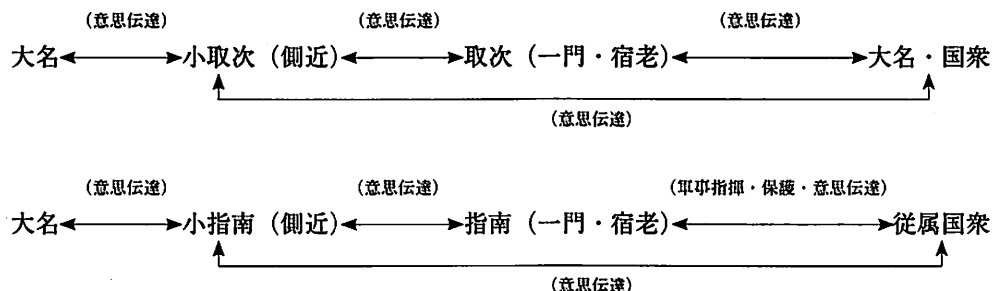 (意思伝達) (意思伝達) (意思伝達)
大名 小取次(側近) 取次(一門・宿老) 大名・国衆
(意思伝達)
(意思伝達) (意思伝達) (軍事指揮・保護・意思伝達)
大名 小指南(側近) 指南(一門・宿老) 従属国衆
(意思伝達)